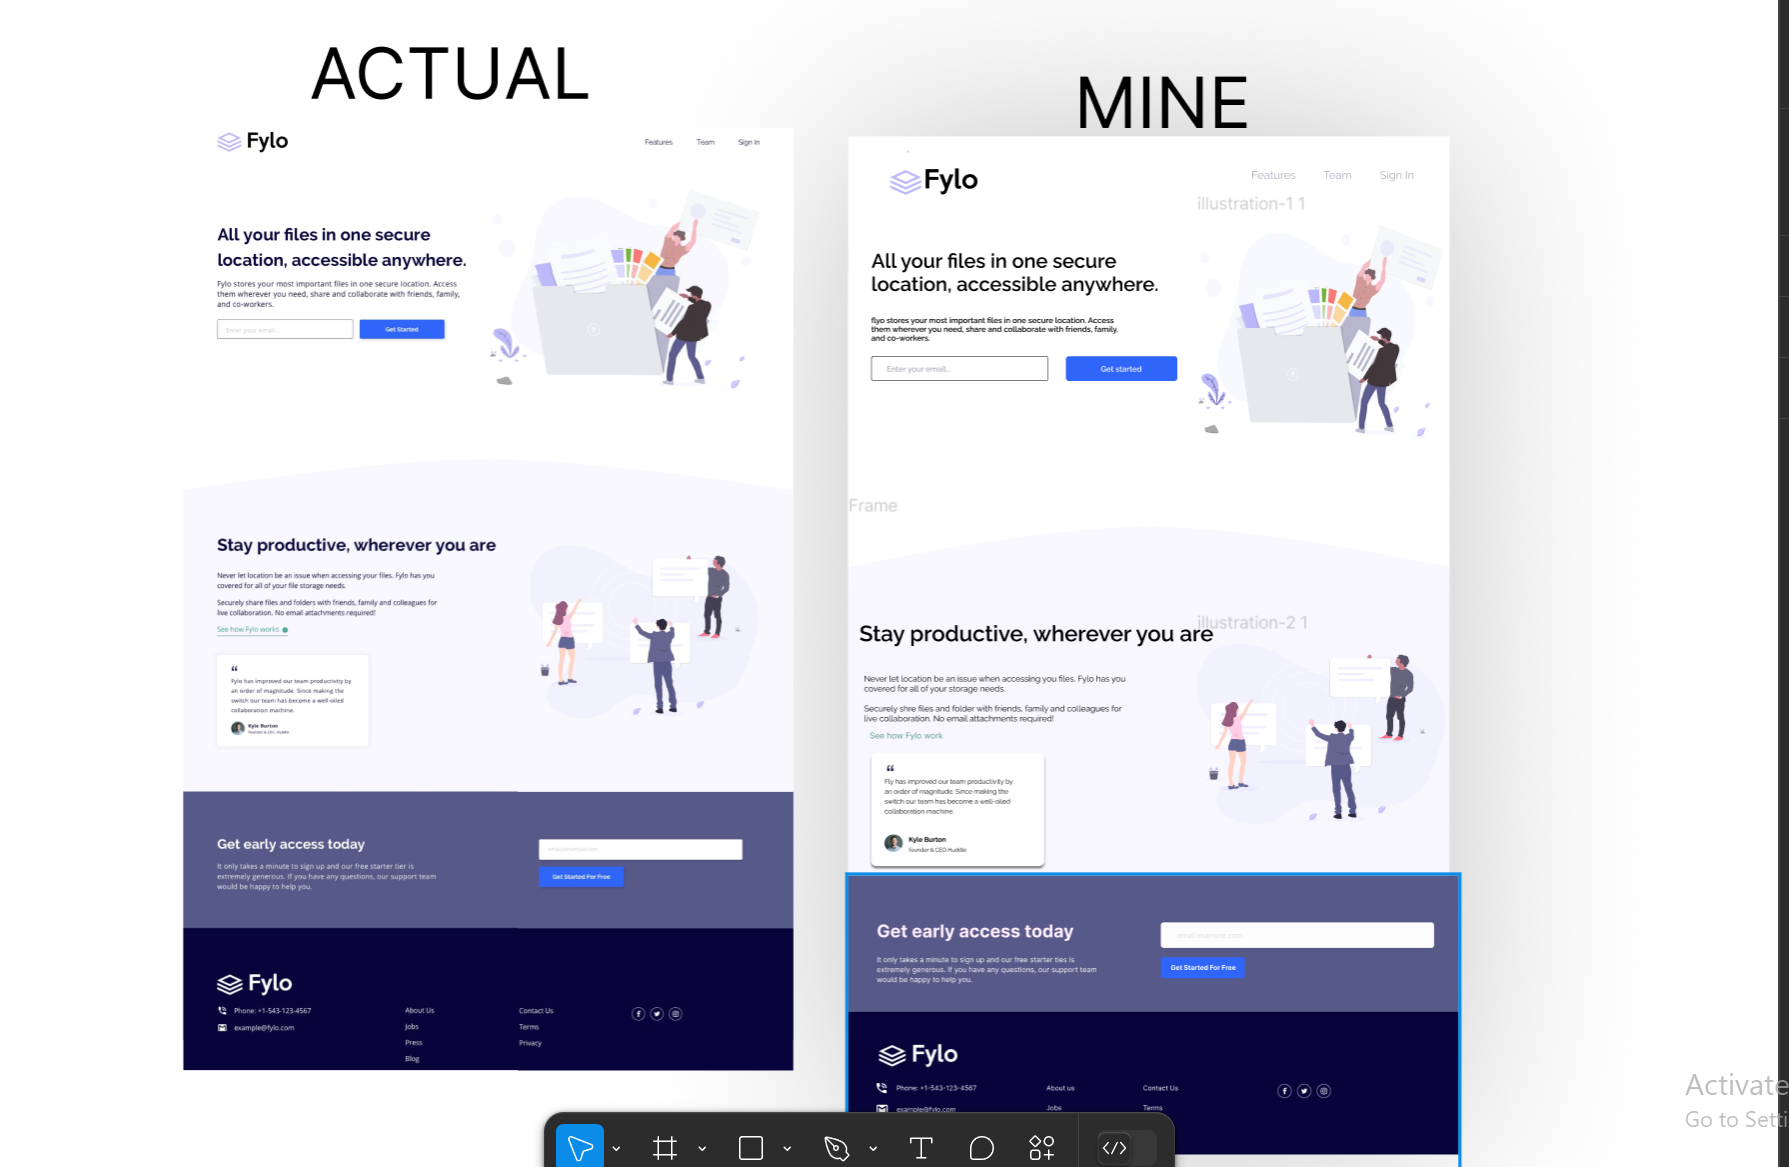 ACTUAL
Fylo
Features Team Sign In
All your files in one secure
location, accessible anywhere.
Fylo stores your most important files in one secure location. Access
them wherever you need, share and collaborate with friends, family,
and co-workers.
Enter your email...
Get Started
Stay productive, wherever you are
Never let location be an issue when accessing your files. Fylo has you
covered for all of your file storage needs.
Securely share files and folders with friends, family and colleagues for
live collaboration. No email attachments required!
See how Fylo works
“
Fylo has improved our team productivity by
an order of magnitude. Since making the
switch our team has become a well-oiled
collaboration machine.
Kyle Burton
Founder & CEO, Huddle
Get early access today
It only takes a minute to sign up and our free starter tier is
extremely generous. If you have any questions, our support team
would be happy to help you.
email@example.com
Get Started For Free
Fylo
Phone: +1-543-123-4567
example@fylo.com
About Us
Jobs
Press
Blog
Contact Us
Terms
Privacy
MINE
Fylo
Features Team Sign In
illustration-1 1
All your files in one secure
location, accessible anywhere.
flyo stores your most important files in one secure location. Access
them wherever you need, share and collaborate with friends, family,
and co-workers.
Enter your email...
Get started
Frame
illustration-2 1
Stay productive, wherever you are
Never let location be an issue when accessing you files. Fylo has you
covered for all of your storage needs.
Securely shre files and folder with friends, family and colleagues for
live collaboration. No email attachments required!
See how Fylo work
“
Fly has improved our team productivity by
an order of magnitude. Since making the
switch our team has become a well-oiled
collaboration machine.
Kyle Burton
Founder & CEO.Huddle
Get early access today
It only takes a minute to sign up and our free starter ties is
extremely generous. If you have any questions, our support team
would be happy to help you.
email.example.com
Get Started For Free
Fylo
Phone: +1-543-123-4567
example@fylo.com
About us
Jobs
Contact Us
Terms
Activate
Go to Setti